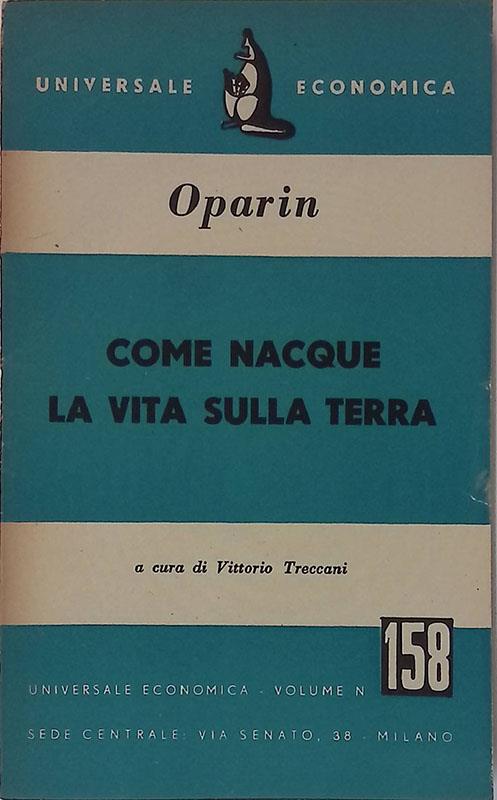 UNIVERSALE ECONOMICA
Oparin
COME NACQUE
LA VITA SULLA TERRA
a cura di Vittorio Treccani
UNIVERSALE ECONOMICA - VOLUME N 158
SEDE CENTRALE: VIA SENATO, 38 - MILANO